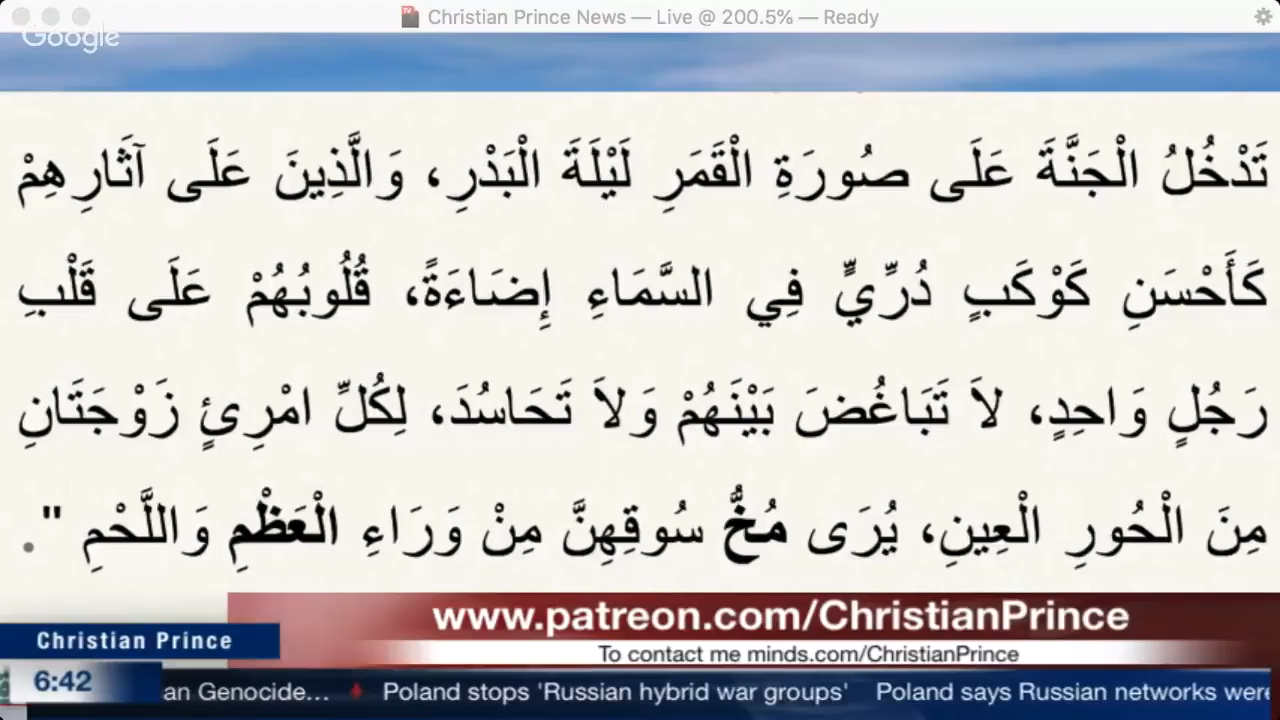 Christian Prince News — Live @ 200.5% — Ready
Google
تَدْخُلُ الْجَنَّةَ عَلَى صُورَةِ الْقَمَرِ لَيْلَةَ الْبَدْرِ، وَالَّذِينَ عَلَى آثَارِهِمْ
كَأَحْسَنِ كَوْكَبٍ دُرِّيٍّ فِي السَّمَاءِ إِضَاءَةً، قُلُوبُهُمْ عَلَى قَلْبِ
رَجُلٍ وَاحِدٍ، لاَ تَبَاغُضَ بَيْنَهُمْ وَلاَ تَحَاسُدَ، لِكُلِّ امْرِئٍ زَوْجَتَانِ
مِنَ الْحُورِ الْعِينِ، يُرَى مُخُّ سُوقِهِنَّ مِنْ وَرَاءِ الْعَظْمِ وَاللَّحْمِ ‏"‏‏.‏
www.patreon.com/ChristianPrince
Christian Prince
To contact me minds.com/ChristianPrince
6:42
an Genocide... Poland stops 'Russian hybrid war groups' Poland says Russian networks were